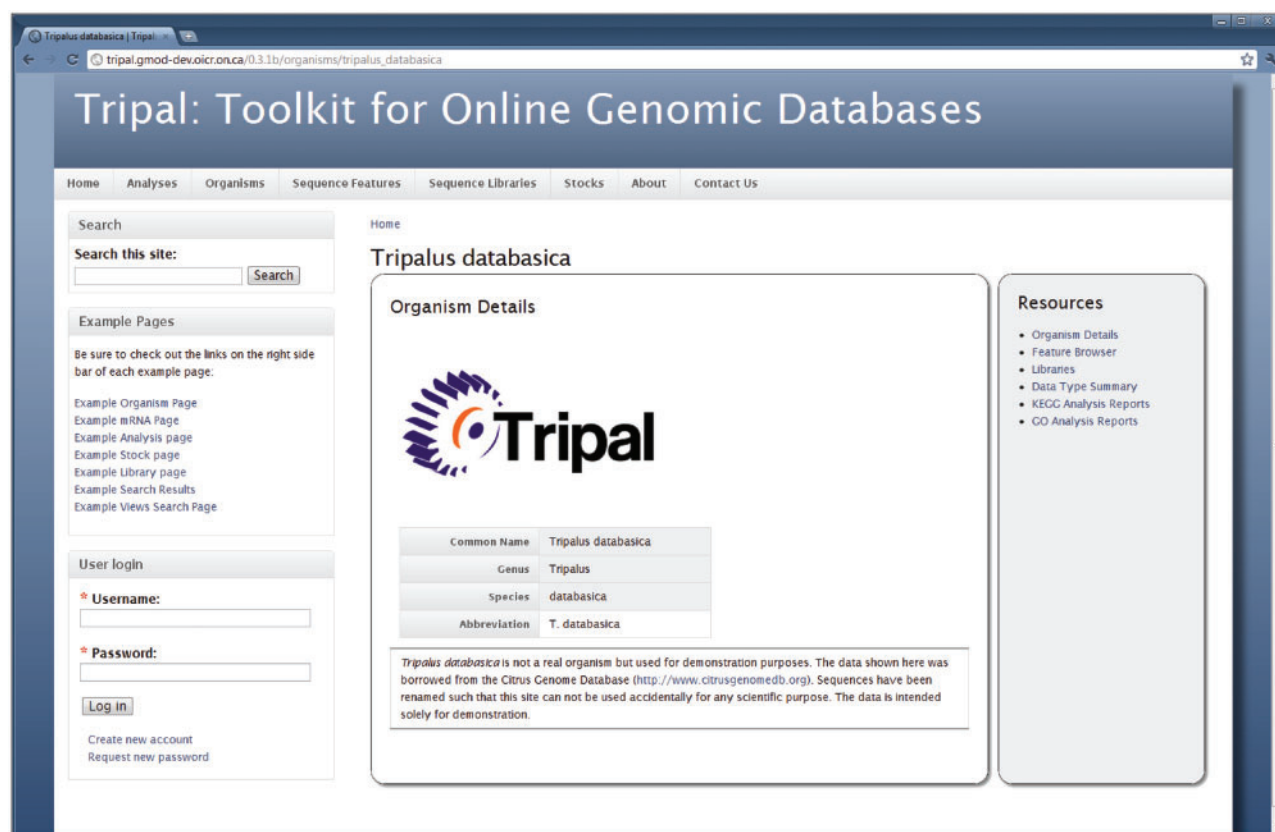 Tripalus databasica | Tripal:
tripal.gmod-dev.oicr.on.ca/0.3.1b/organisms/tripalus_databasica
Tripal: Toolkit for Online Genomic Databases
Home Analyses Organisms Sequence Features Sequence Libraries Stocks About Contact Us
Search
Search this site:
Search
Example Pages
Be sure to check out the links on the right side
bar of each example page:
Example Organism Page
Example mRNA Page
Example Analysis page
Example Stock page
Example Library page
Example Search Results
Example Views Search Page
User login
* Username:
* Password:
Log in
Create new account
Request new password
Home
Tripalus databasica
Organism Details
Tripal
Common Name Tripalus databasica
Genus Tripalus
Species databasica
Abbreviation T. databasica
Tripalus databasica is not a real organism but used for demonstration purposes. The data shown here was
borrowed from the Citrus Genome Database (http://www.citrusgenomedb.org). Sequences have been
renamed such that this site can not be used accidentally for any scientific purpose. The data is intended
solely for demonstration.
Resources
• Organism Details
• Feature Browser
• Libraries
• Data Type Summary
• KEGG Analysis Reports
• GO Analysis Reports